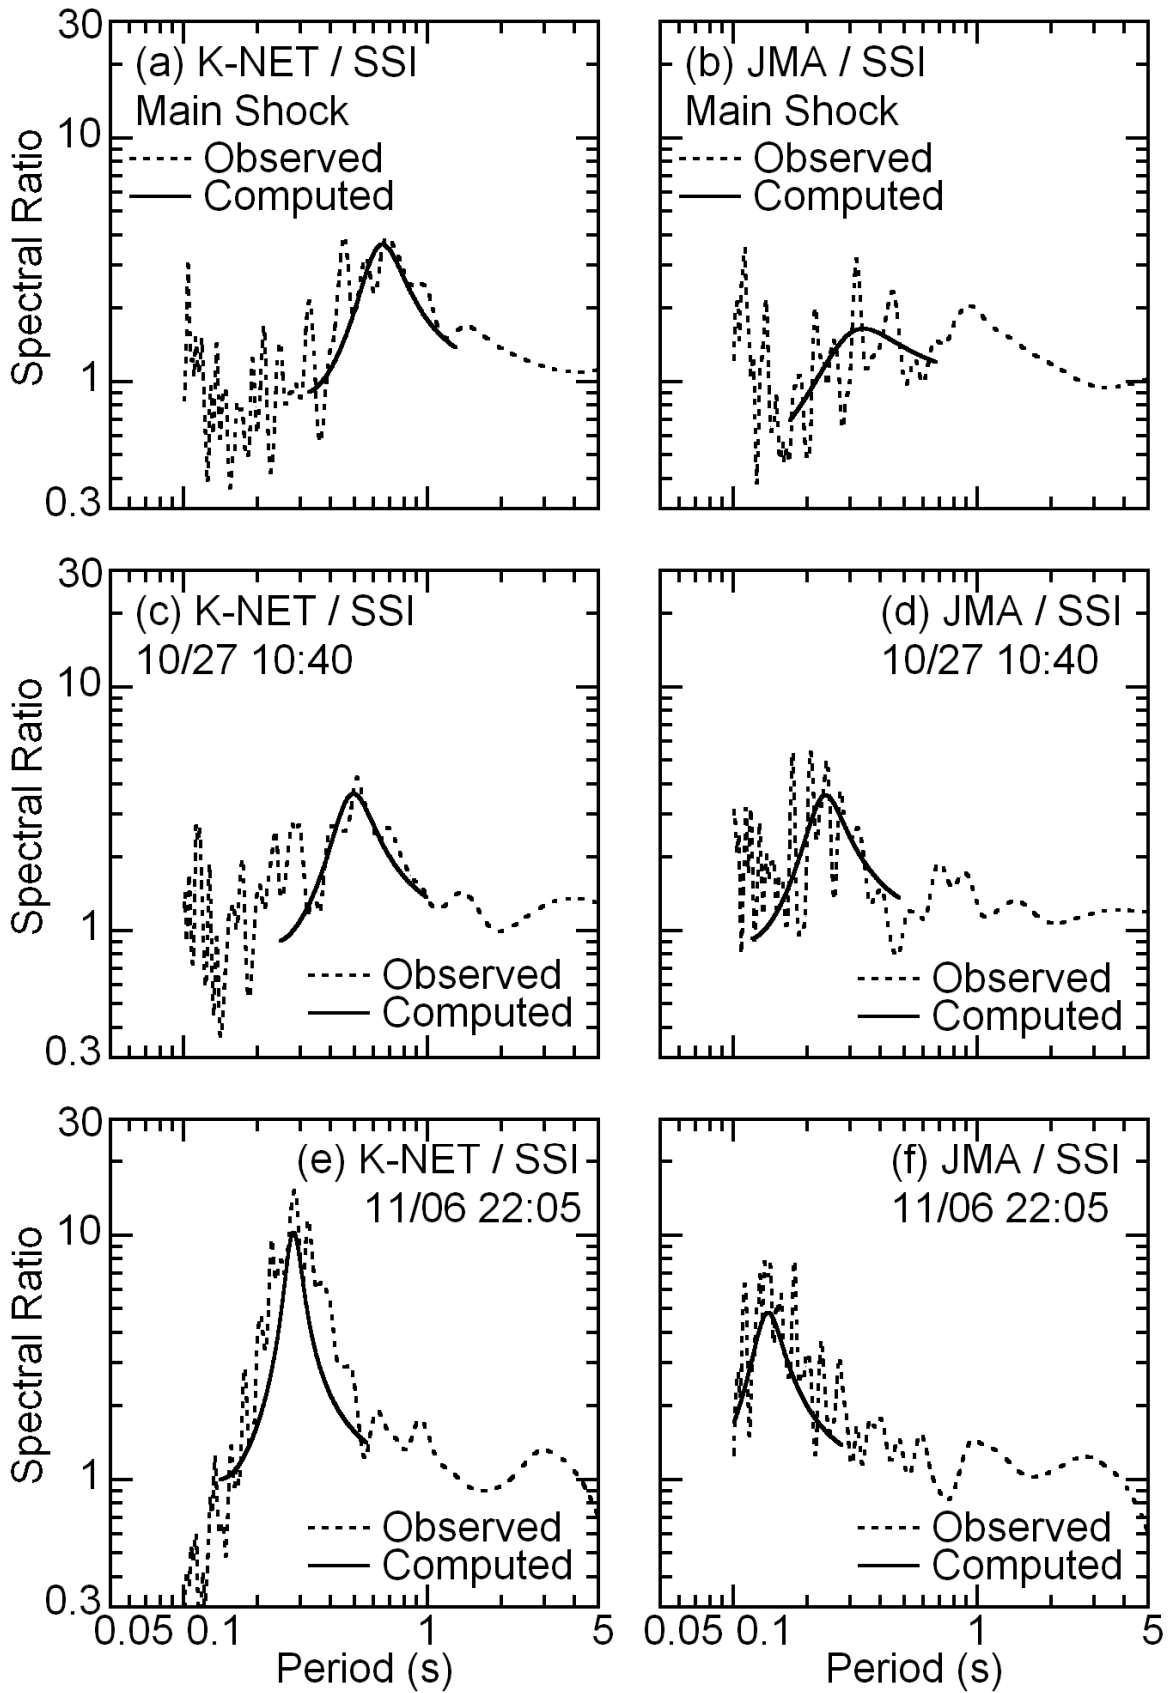 30
10
1
0.3
Spectral Ratio
(a) K-NET / SSI
Main Shock
Observed
Computed
(b) JMA / SSI
Main Shock
Observed
Computed
30
10
1
0.3
Spectral Ratio
(c) K-NET / SSI
10/27 10:40
Observed
Computed
(d) JMA / SSI
10/27 10:40
Observed
Computed
30
10
1
0.3
Spectral Ratio
(e) K-NET / SSI
11/06 22:05
Observed
Computed
0.05 0.1 1 5
Period (s)
(f) JMA / SSI
11/06 22:05
Observed
Computed
0.05 0.1 1 5
Period (s)